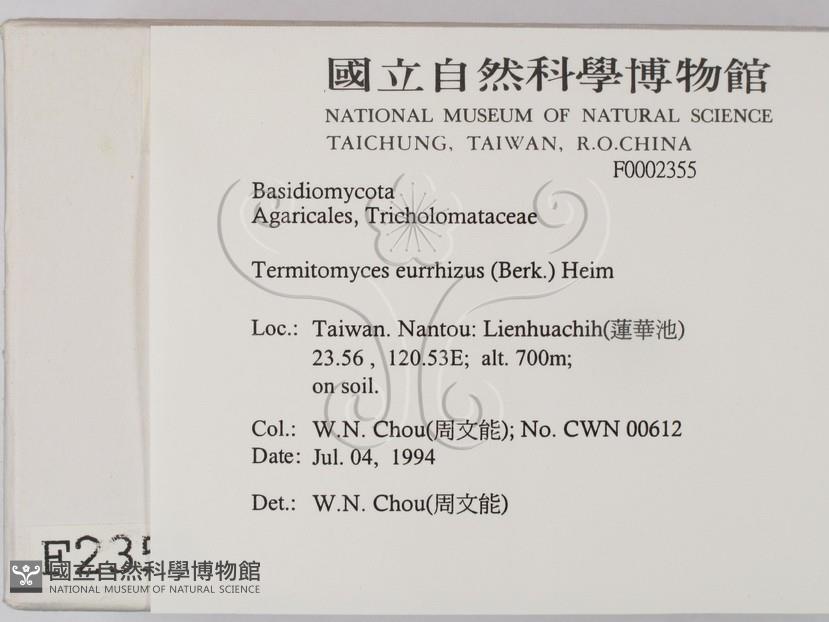 國立自然科學博物館
NATIONAL MUSEUM OF NATURAL SCIENCE
TAICHUNG, TAIWAN, R.O.CHINA
F0002355
Basidiomycota
Agaricales, Tricholomataceae
Termitomyces eurrhizus (Berk.) Heim
Loc.: Taiwan. Nantou: Lienhuachih(蓮華池)
23.56 , 120.53E; alt. 700m;
on soil.
Col.: W.N. Chou(周文能); No. CWN 00612
Date: Jul. 04, 1994
Det.: W.N. Chou(周文能)
國立自然科學博物館
NATIONAL MUSEUM OF NATURAL SCIENCE